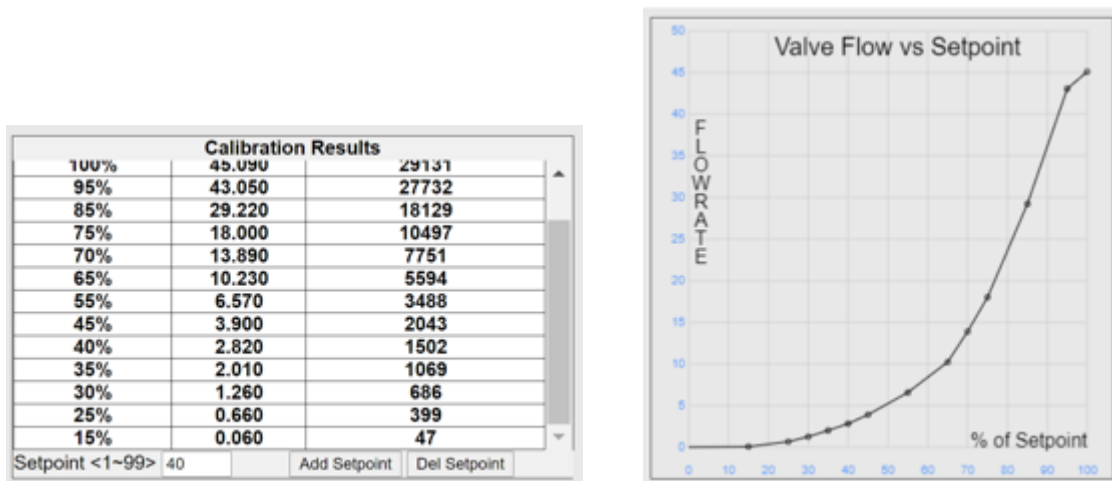 Calibration Results
100% 45.090 29131
95% 43.050 27732
85% 29.220 18129
75% 18.000 10497
70% 13.890 7751
65% 10.230 5594
55% 6.570 3488
45% 3.900 2043
40% 2.820 1502
35% 2.010 1069
30% 1.260 686
25% 0.660 399
15% 0.060 47
Setpoint <1~99> 40 Add Setpoint Del Setpoint
Valve Flow vs Setpoint
FLOWRATE
50
45
40
35
30
25
20
15
10
5
0
% of Setpoint
0 10 20 30 40 50 60 70 80 90 100